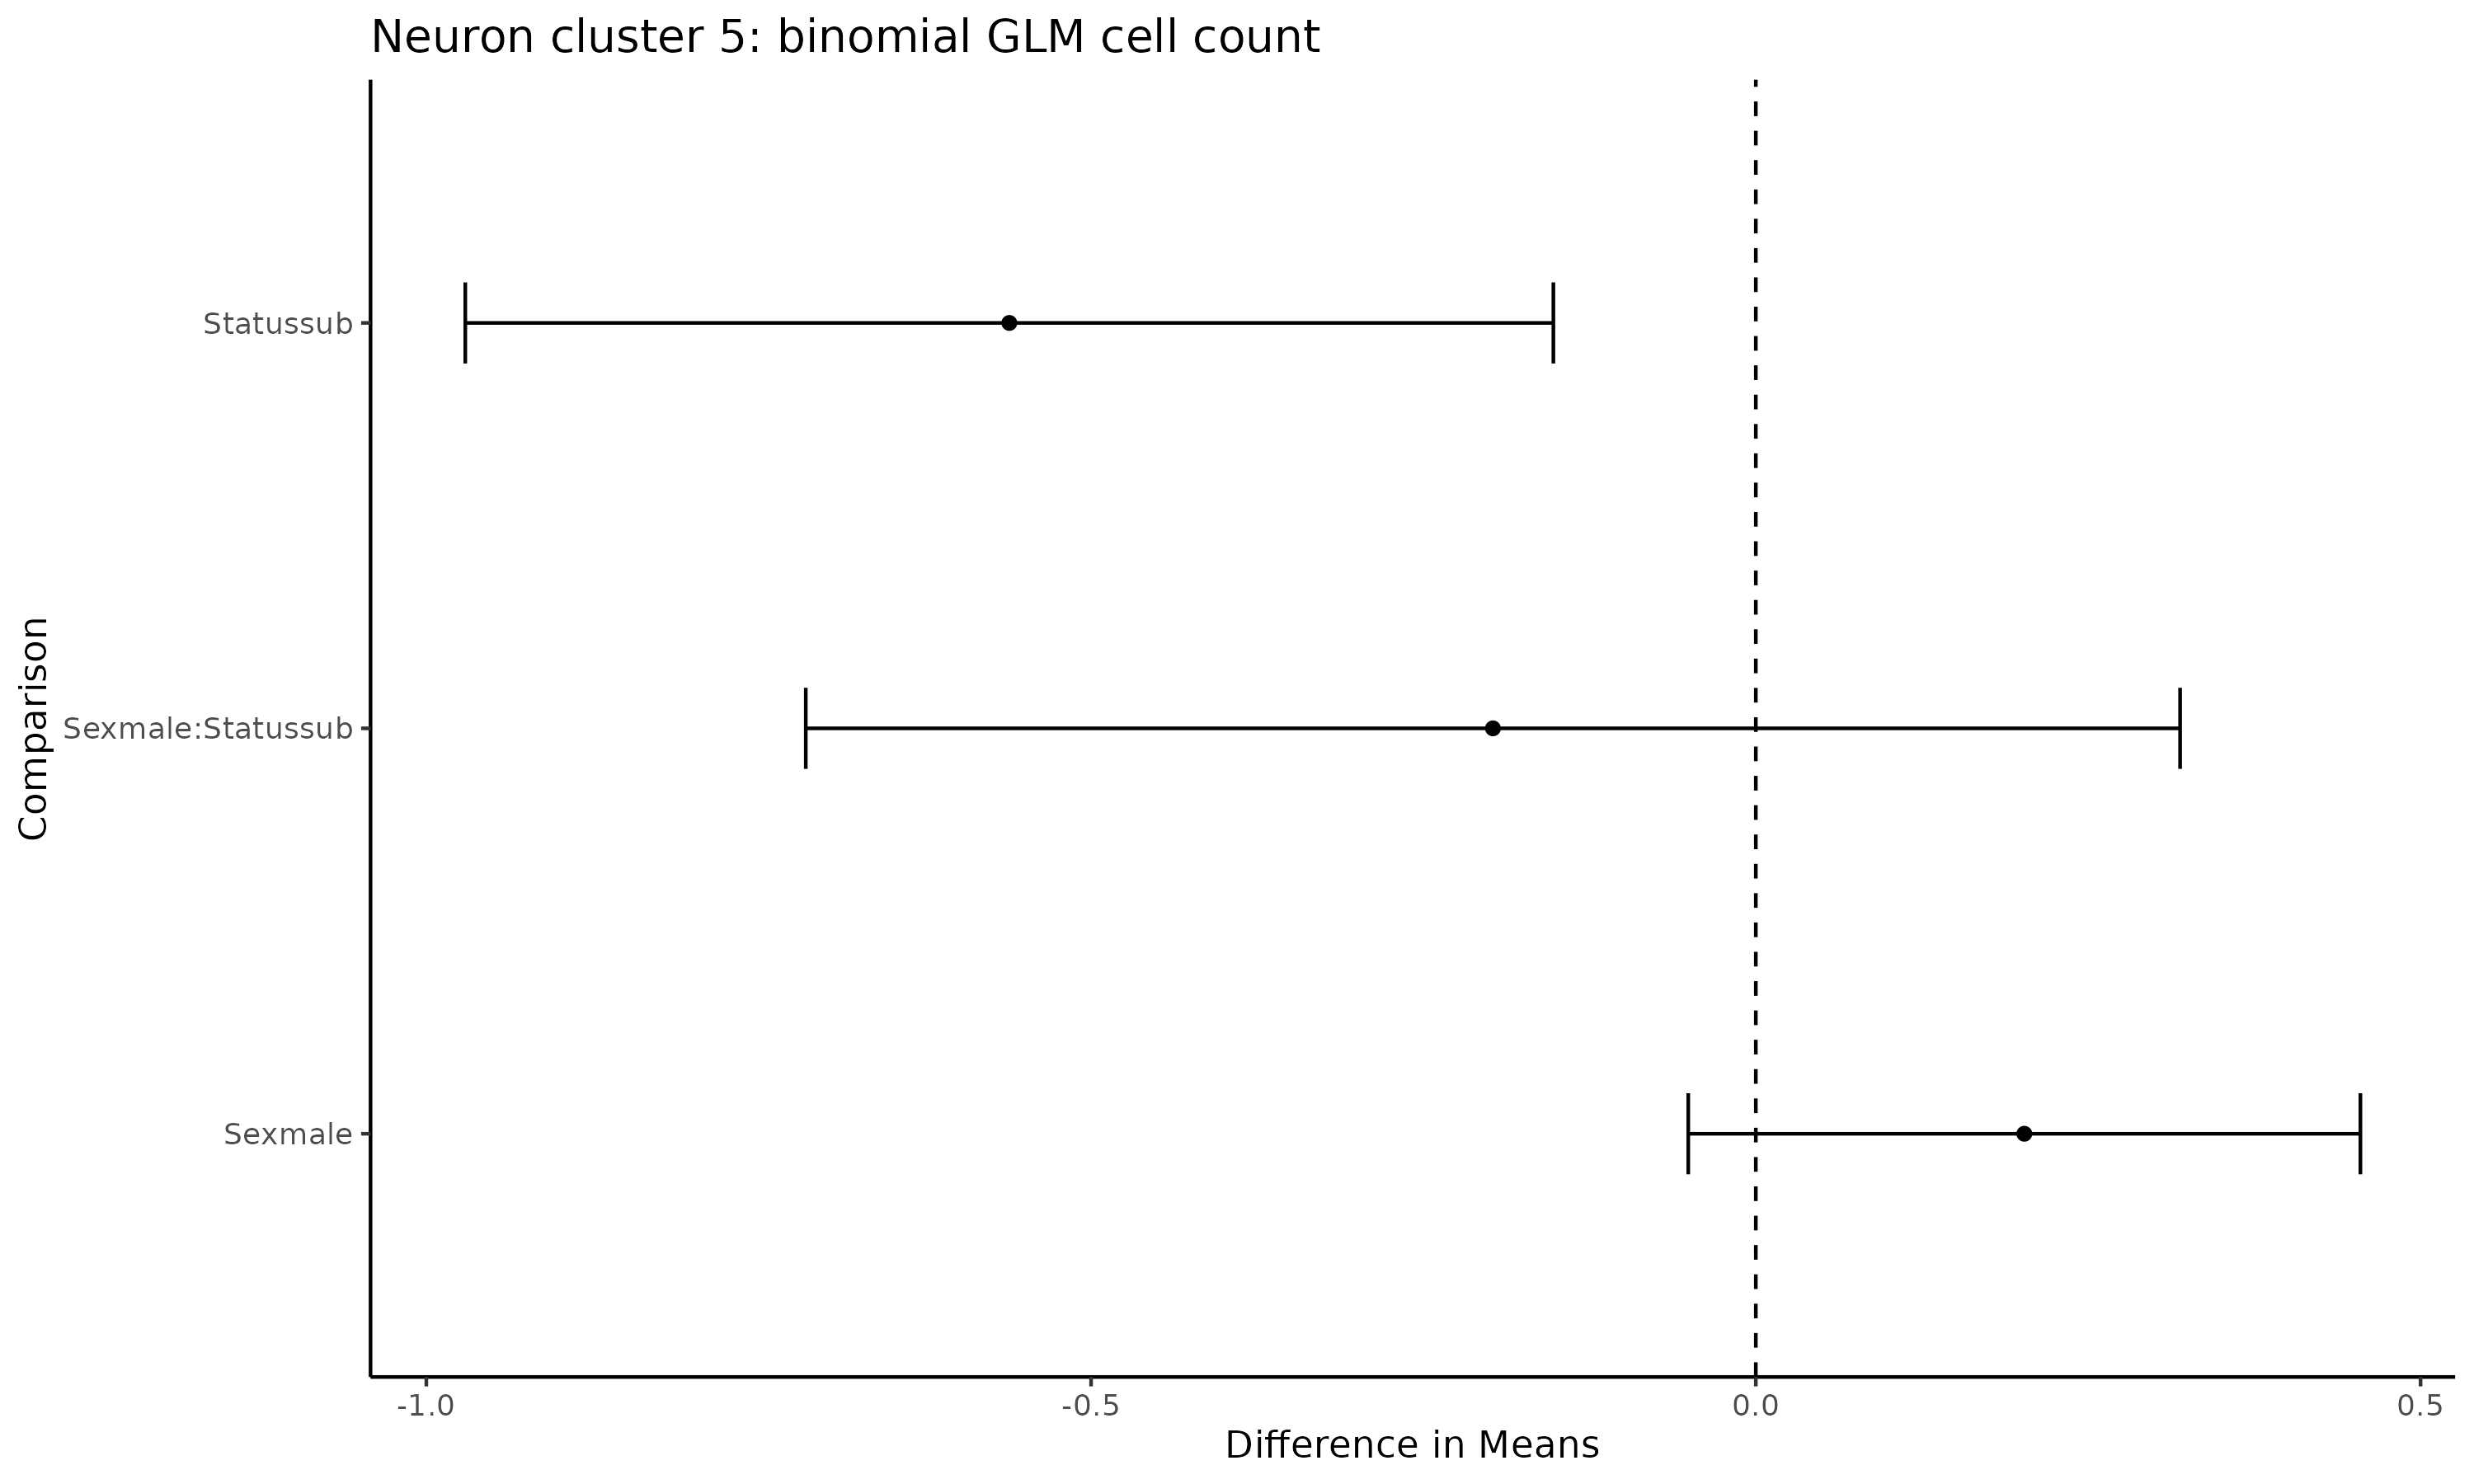 Neuron cluster 5: binomial GLM cell count
Comparison
Statussub
Sexmale:Statussub
Sexmale
-1.0 -0.5 0.0 0.5
Difference in Means